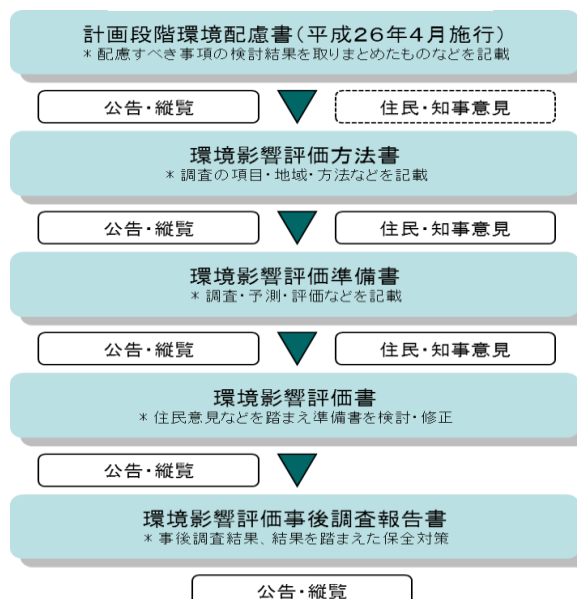 計画段階環境配慮書(平成26年4月施行)
* 配慮すべき事項の検討結果を取りまとめたものなどを記載
公告・縦覧
住民・知事意見
環境影響評価方法書
* 調査の項目・地域・方法などを記載
公告・縦覧
住民・知事意見
環境影響評価準備書
* 調査・予測・評価などを記載
公告・縦覧
住民・知事意見
環境影響評価書
* 住民意見などを踏まえ準備書を検討・修正
公告・縦覧
環境影響評価事後調査報告書
* 事後調査結果、結果を踏まえた保全対策
公告・縦覧